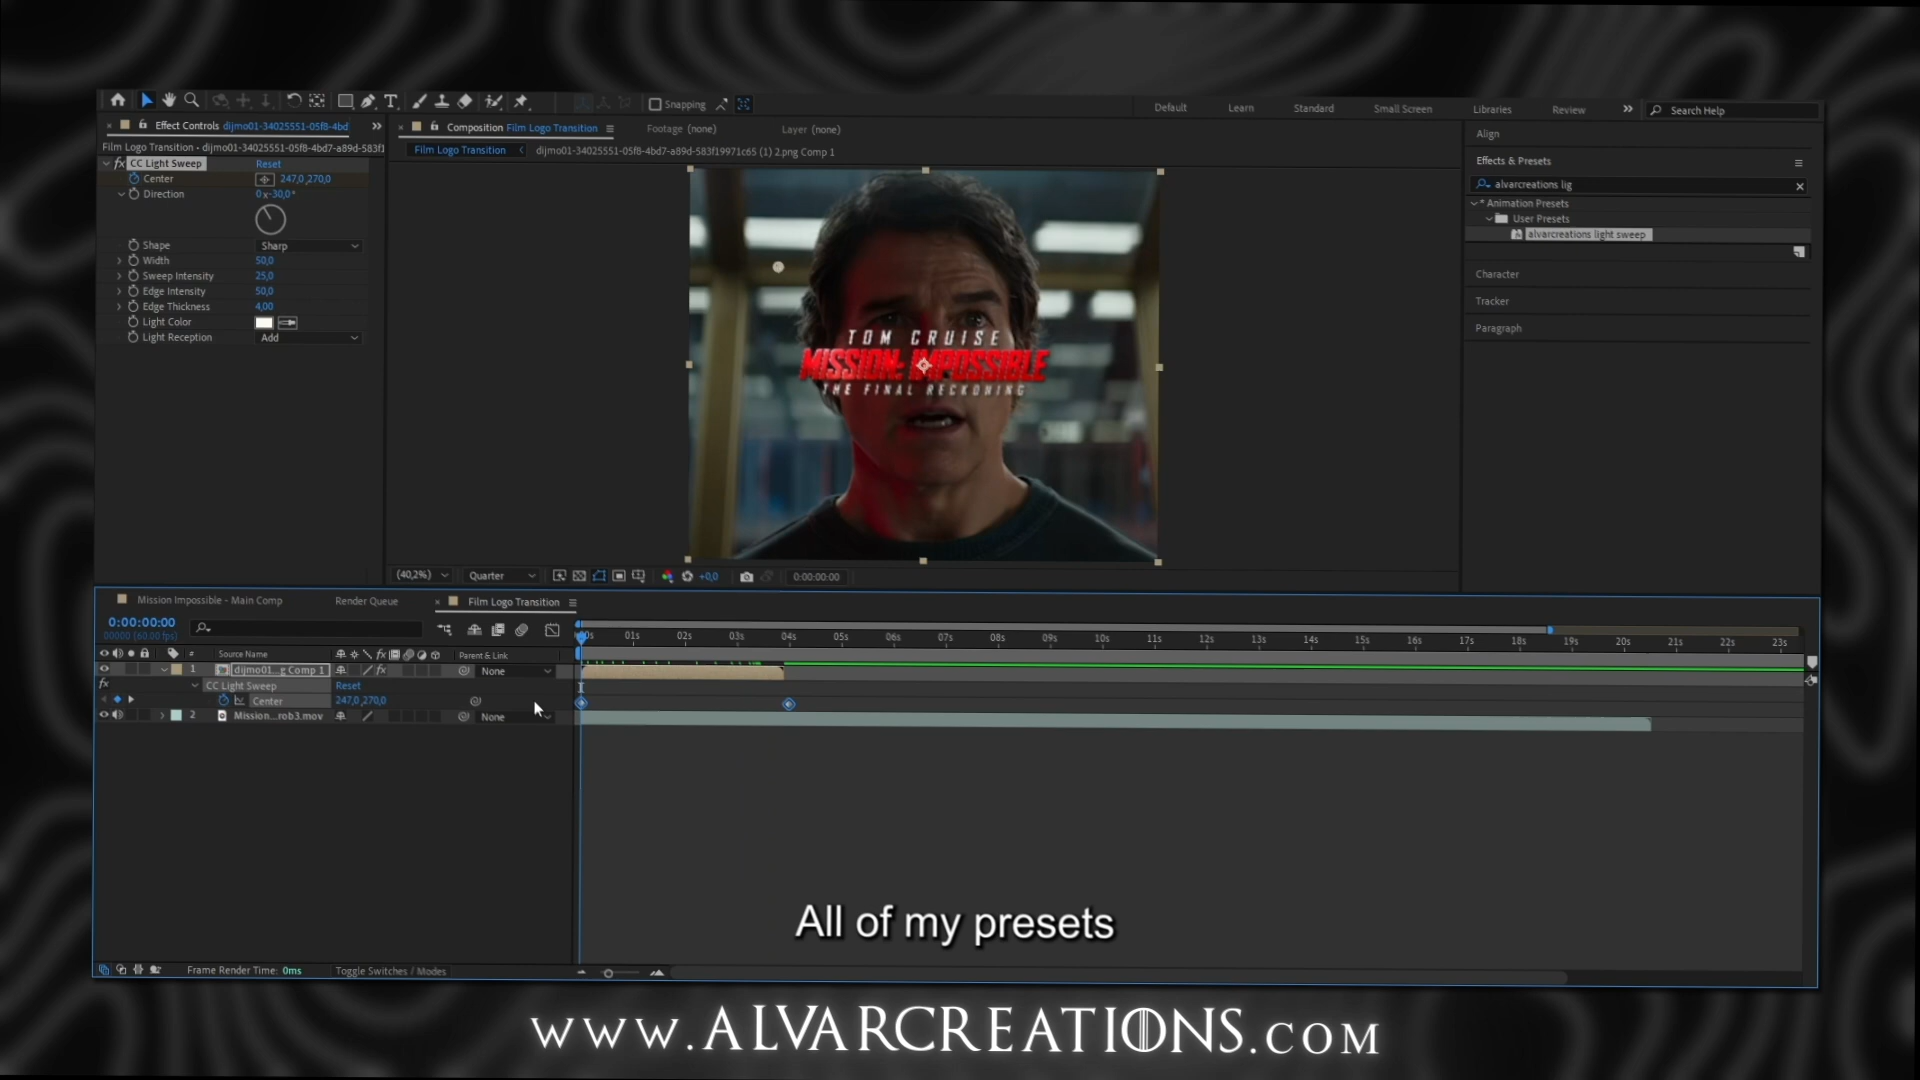 Snapping
Default
Learn
Standard
Small Screen
Libraries
Review
Search Help
Effect Controls dijmo01-34025551-05f8-4bd
Composition Film Logo Transition
Footage (none)
Layer (none)
Align
Film Logo Transition • dijmo01-34025551-05f8-4bd7-a89d-583f1
Film Logo Transition
dijmo01-34025551-05f8-4bd7-a89d-583f19971c65 (1) 2.png Comp 1
Effects & Presets
fx CC Light Sweep
Reset
Center
247,0,270,0
Direction
0x-30,0°
alvarcreations lig
* Animation Presets
User Presets
alvarcreations light sweep
Shape
Sharp
Width
50,0
Sweep Intensity
25,0
Edge Intensity
50,0
Edge Thickness
4,00
Light Color
Light Reception
Add
Character
Tracker
Paragraph
TOM CRUISE
MISSION: IMPOSSIBLE
THE FINAL RECKONING
(40,2%)
Quarter
+0,0
0:00:00:00
Mission Impossible - Main Comp
Render Queue
Film Logo Transition
0:00:00:00
00000 (60.00 fps)
01s 02s 03s 04s 05s 06s 07s 08s 09s 10s 11s 12s 13s 14s 15s 16s 17s 18s 19s 20s 21s 22s 23s
# Source Name
Parent & Link
1 dijmo01...g Comp 1
None
fx CC Light Sweep
Reset
Center
247,0,270,0
2 Mission...rob3.mov
None
All of my presets
Frame Render Time: 0ms
Toggle Switches / Modes
www.ALVARCREATIONS.com